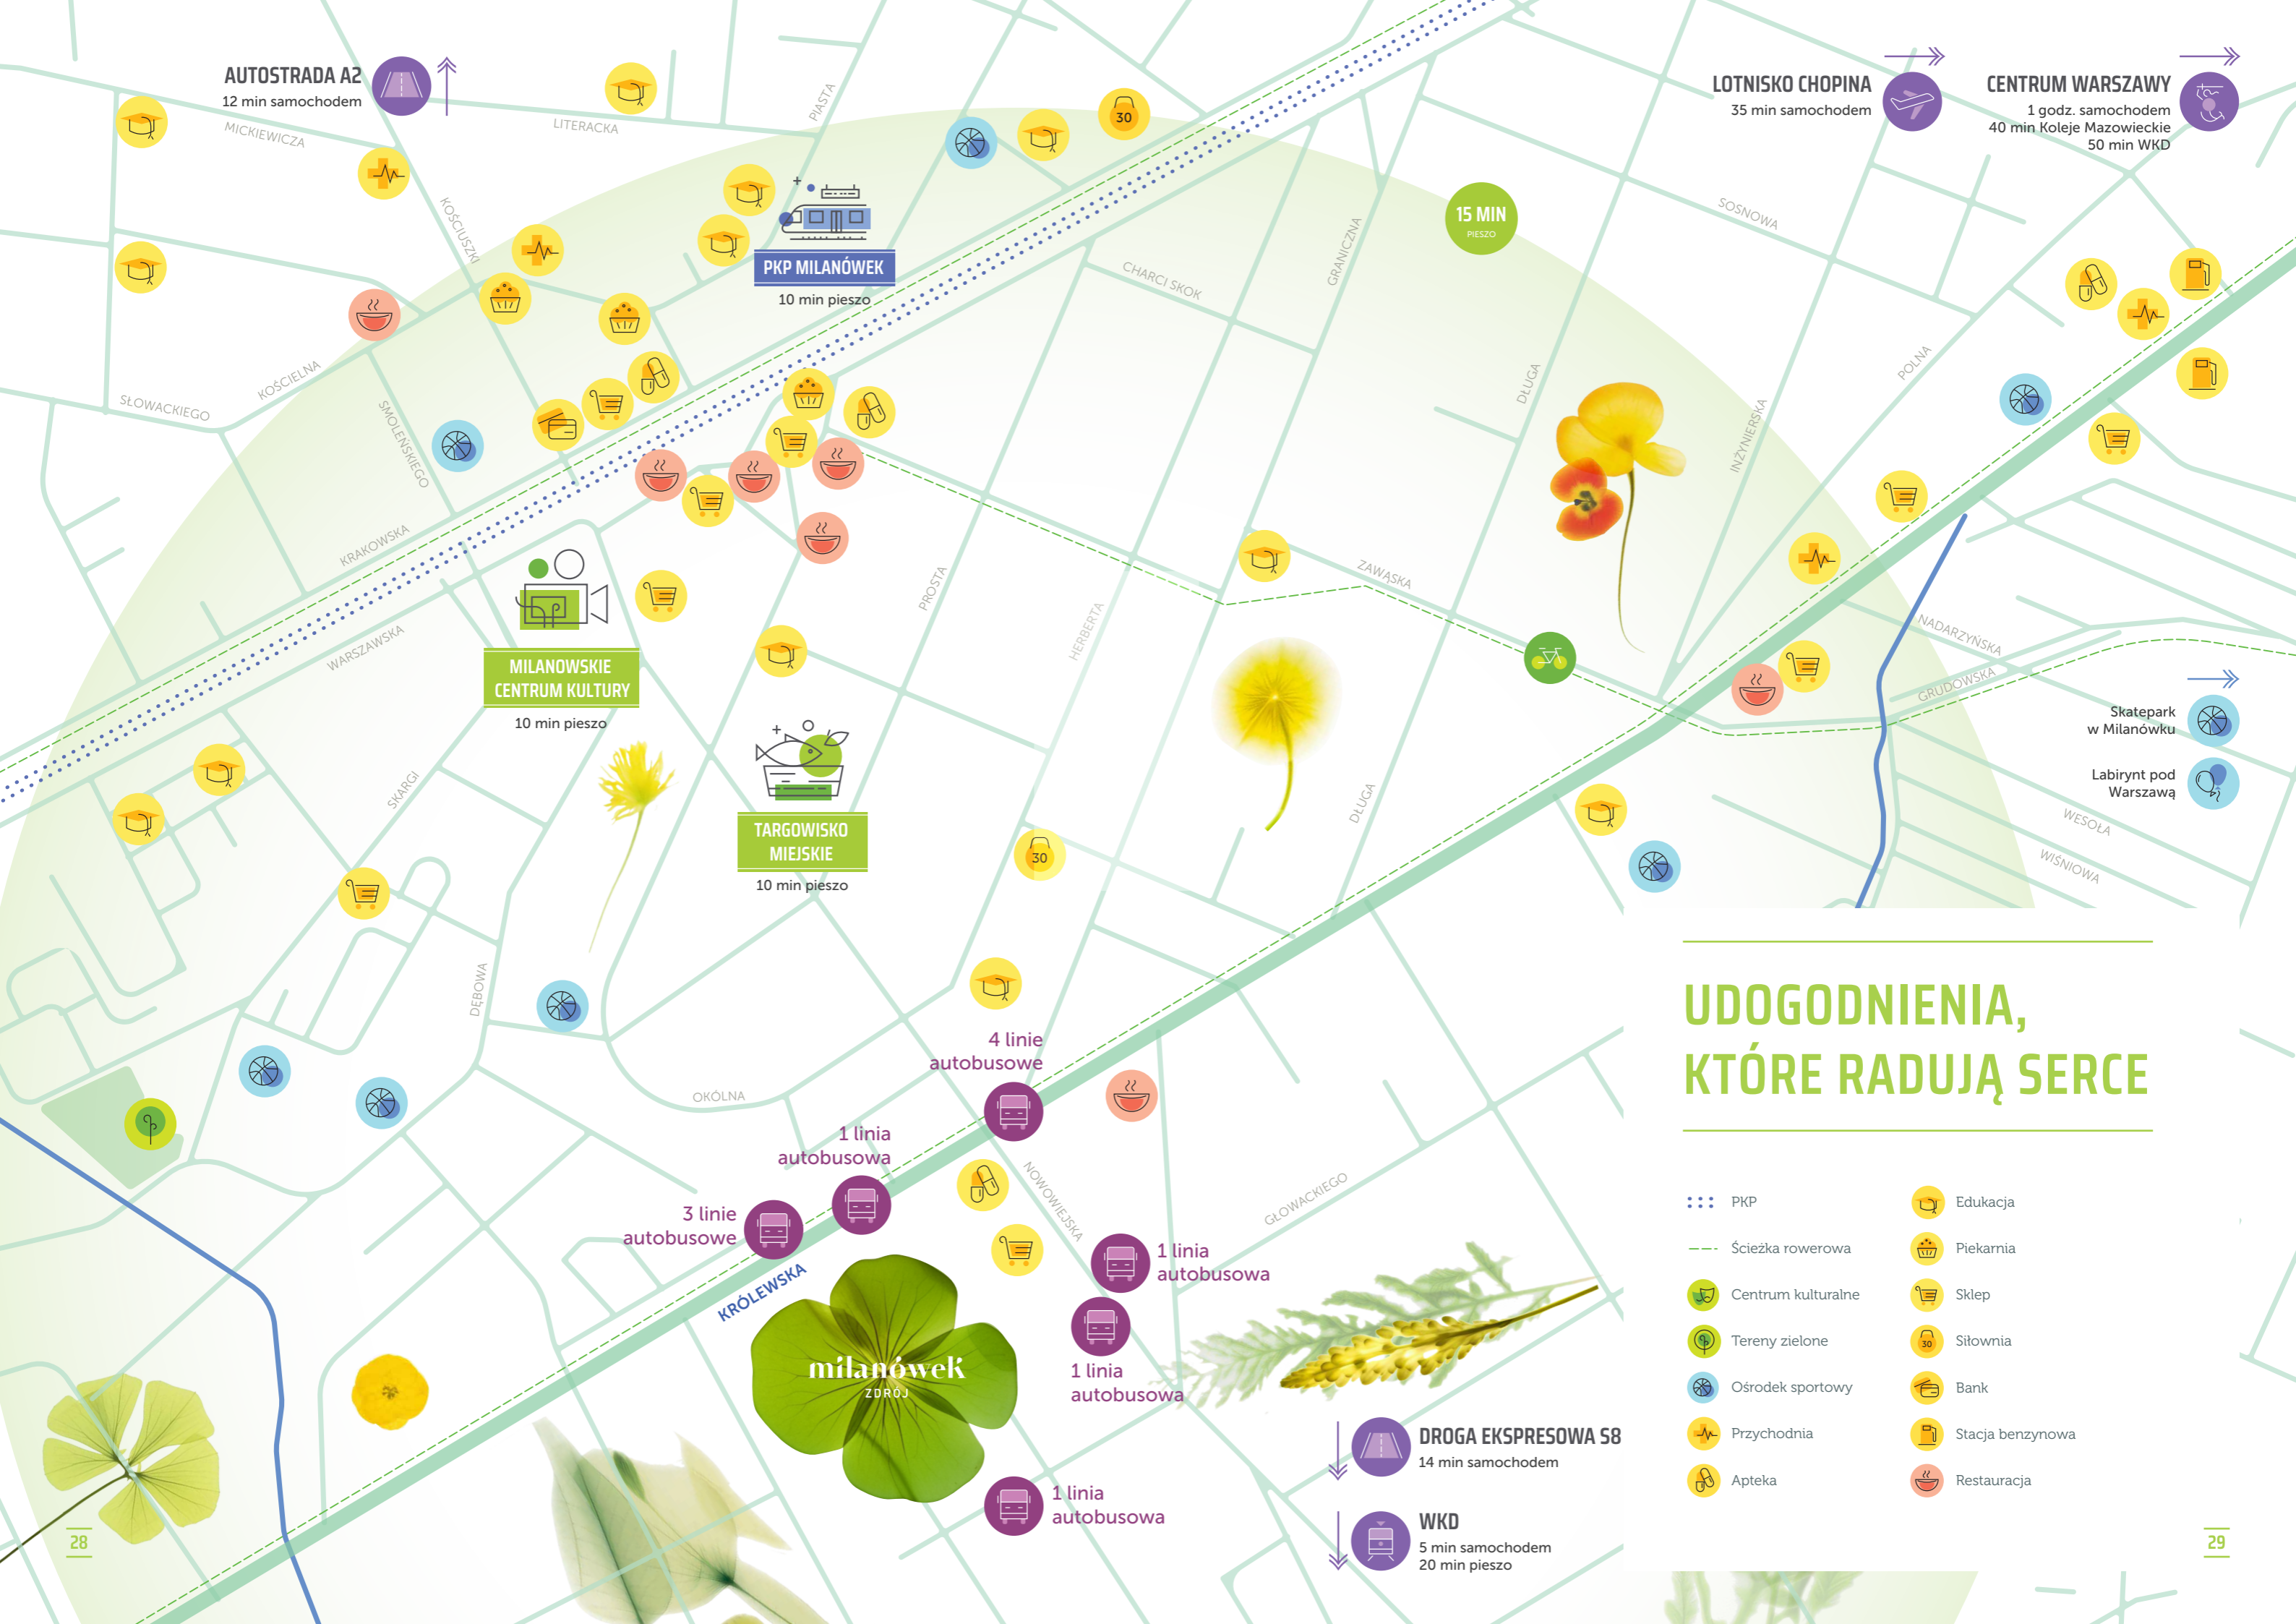 AUTOSTRADA A2
12 min samochodem
LOTNISKO CHOPINA
35 min samochodem
CENTRUM WARSZAWY
1 godz. samochodem
40 min Koleje Mazowieckie
50 min WKD
MICKIEWICZA
LITERACKA
PIASTA
30
KOŚCIUSZKI
PKP MILANÓWEK
10 min pieszo
15 MIN
PIESZO
SOSNOWA
GRANICZNA
CHARCI SKOK
KOŚCIELNA
SŁOWACKIEGO
SMOLEŃSKIEGO
DŁUGA
POLNA
INŻYNIERSKA
KRAKOWSKA
WARSZAWSKA
PROSTA
HERBERTA
ZAWĄSKA
NADARZYŃSKA
GRUDOWSKA
MILANOWSKIE
CENTRUM KULTURY
10 min pieszo
Skatepark
w Milanówku
Labirynt pod
Warszawą
SKARGI
TARGOWISKO
MIEJSKIE
10 min pieszo
DŁUGA
30
WESOŁA
WIŚNIOWA
DĘBOWA
OKÓLNA
4 linie
autobusowe
1 linia
autobusowa
3 linie
autobusowe
KRÓLEWSKA
NOWOWIEJSKA
GŁOWACKIEGO
1 linia
autobusowa
1 linia
autobusowa
milanówek
ZDRÓJ
1 linia
autobusowa
DROGA EKSPRESOWA S8
14 min samochodem
WKD
5 min samochodem
20 min pieszo
UDOGODNIENIA,
KTÓRE RADUJĄ SERCE
PKP
Ścieżka rowerowa
Centrum kulturalne
Tereny zielone
Ośrodek sportowy
Przychodnia
Apteka
Edukacja
Piekarnia
Sklep
30
Siłownia
Bank
Stacja benzynowa
Restauracja
28
29